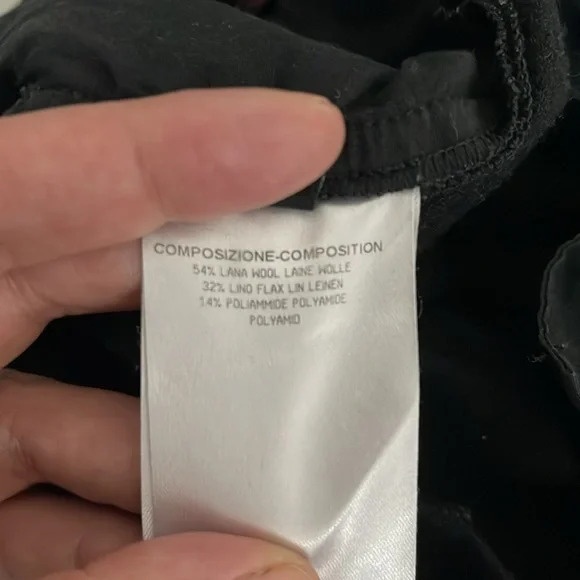 COMPOSIZIONE-COMPOSITION
54% LANA WOOL LAINE WOLLE
32% LINO FLAX LIN LEINEN
14% POLIAMMIDE POLYAMIDE
POLYAMID